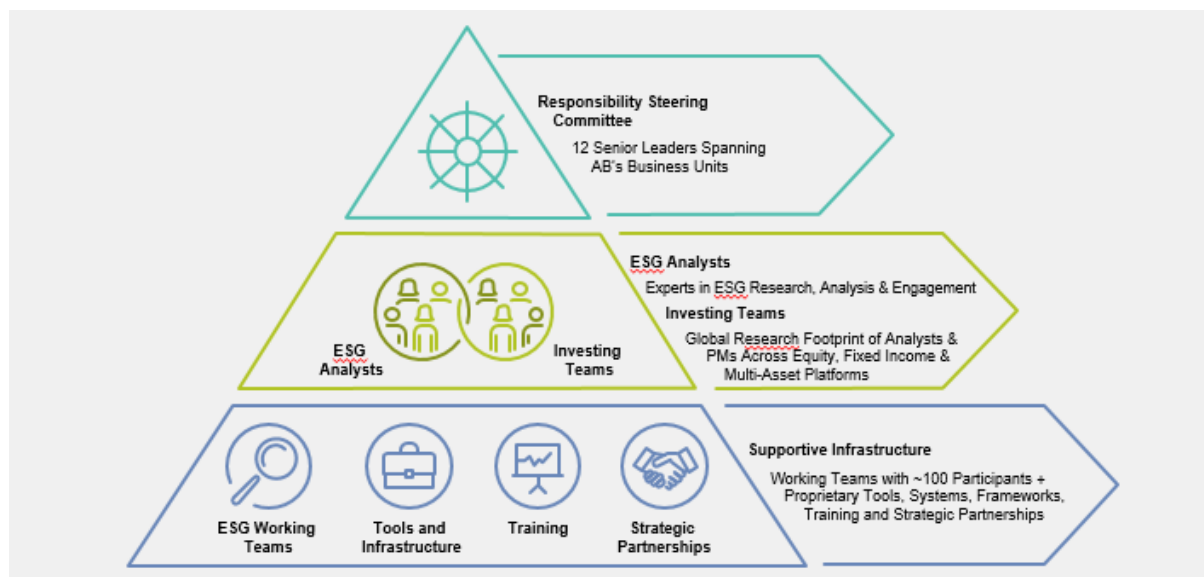 Responsibility Steering
Committee
12 Senior Leaders Spanning
AB's Business Units
ESG Analysts
Experts in ESG Research, Analysis & Engagement
Investing Teams
Global Research Footprint of Analysts &
PMs Across Equity, Fixed Income &
Multi-Asset Platforms
ESG
Analysts
Investing
Teams
Supportive Infrastructure
Working Teams with ~100 Participants +
Proprietary Tools, Systems, Frameworks,
Training and Strategic Partnerships
ESG Working
Teams
Tools and
Infrastructure
Training
Strategic
Partnerships